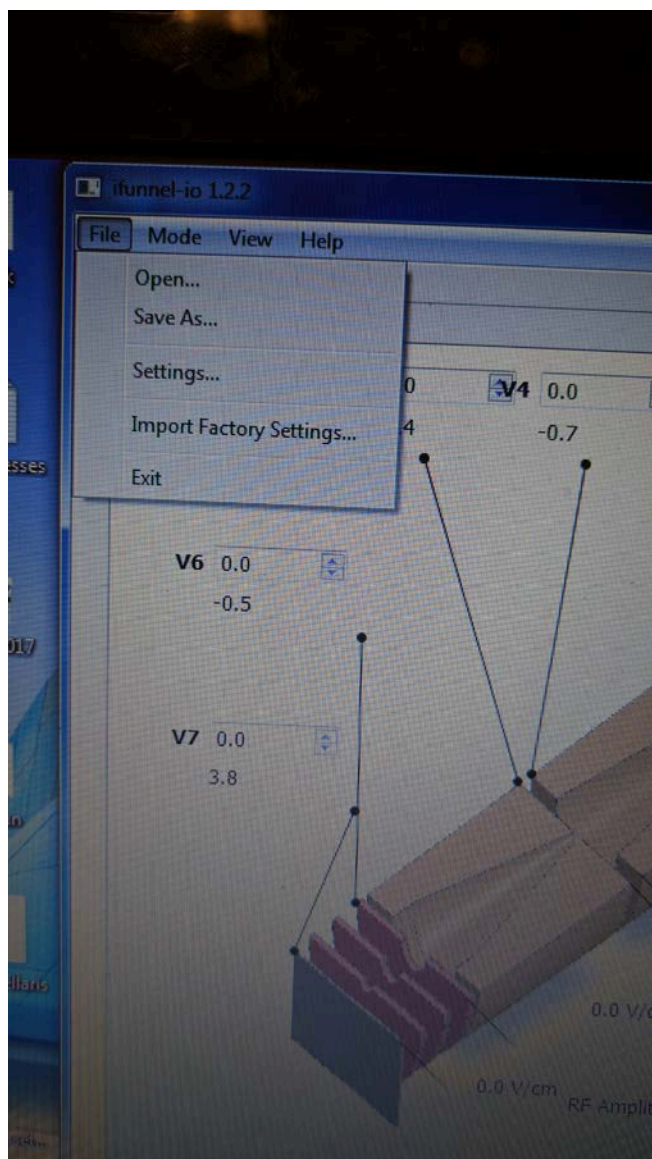 ifunnel-io 1.2.2
File Mode View Help
Open...
Save As...
Settings...
Import Factory Settings...
Exit
0 V4 0.0
4 -0.7
V6 0.0
-0.5
V7 0.0
3.8
0.0 V/c
0.0 V/cm
RF Amplit
esses
017